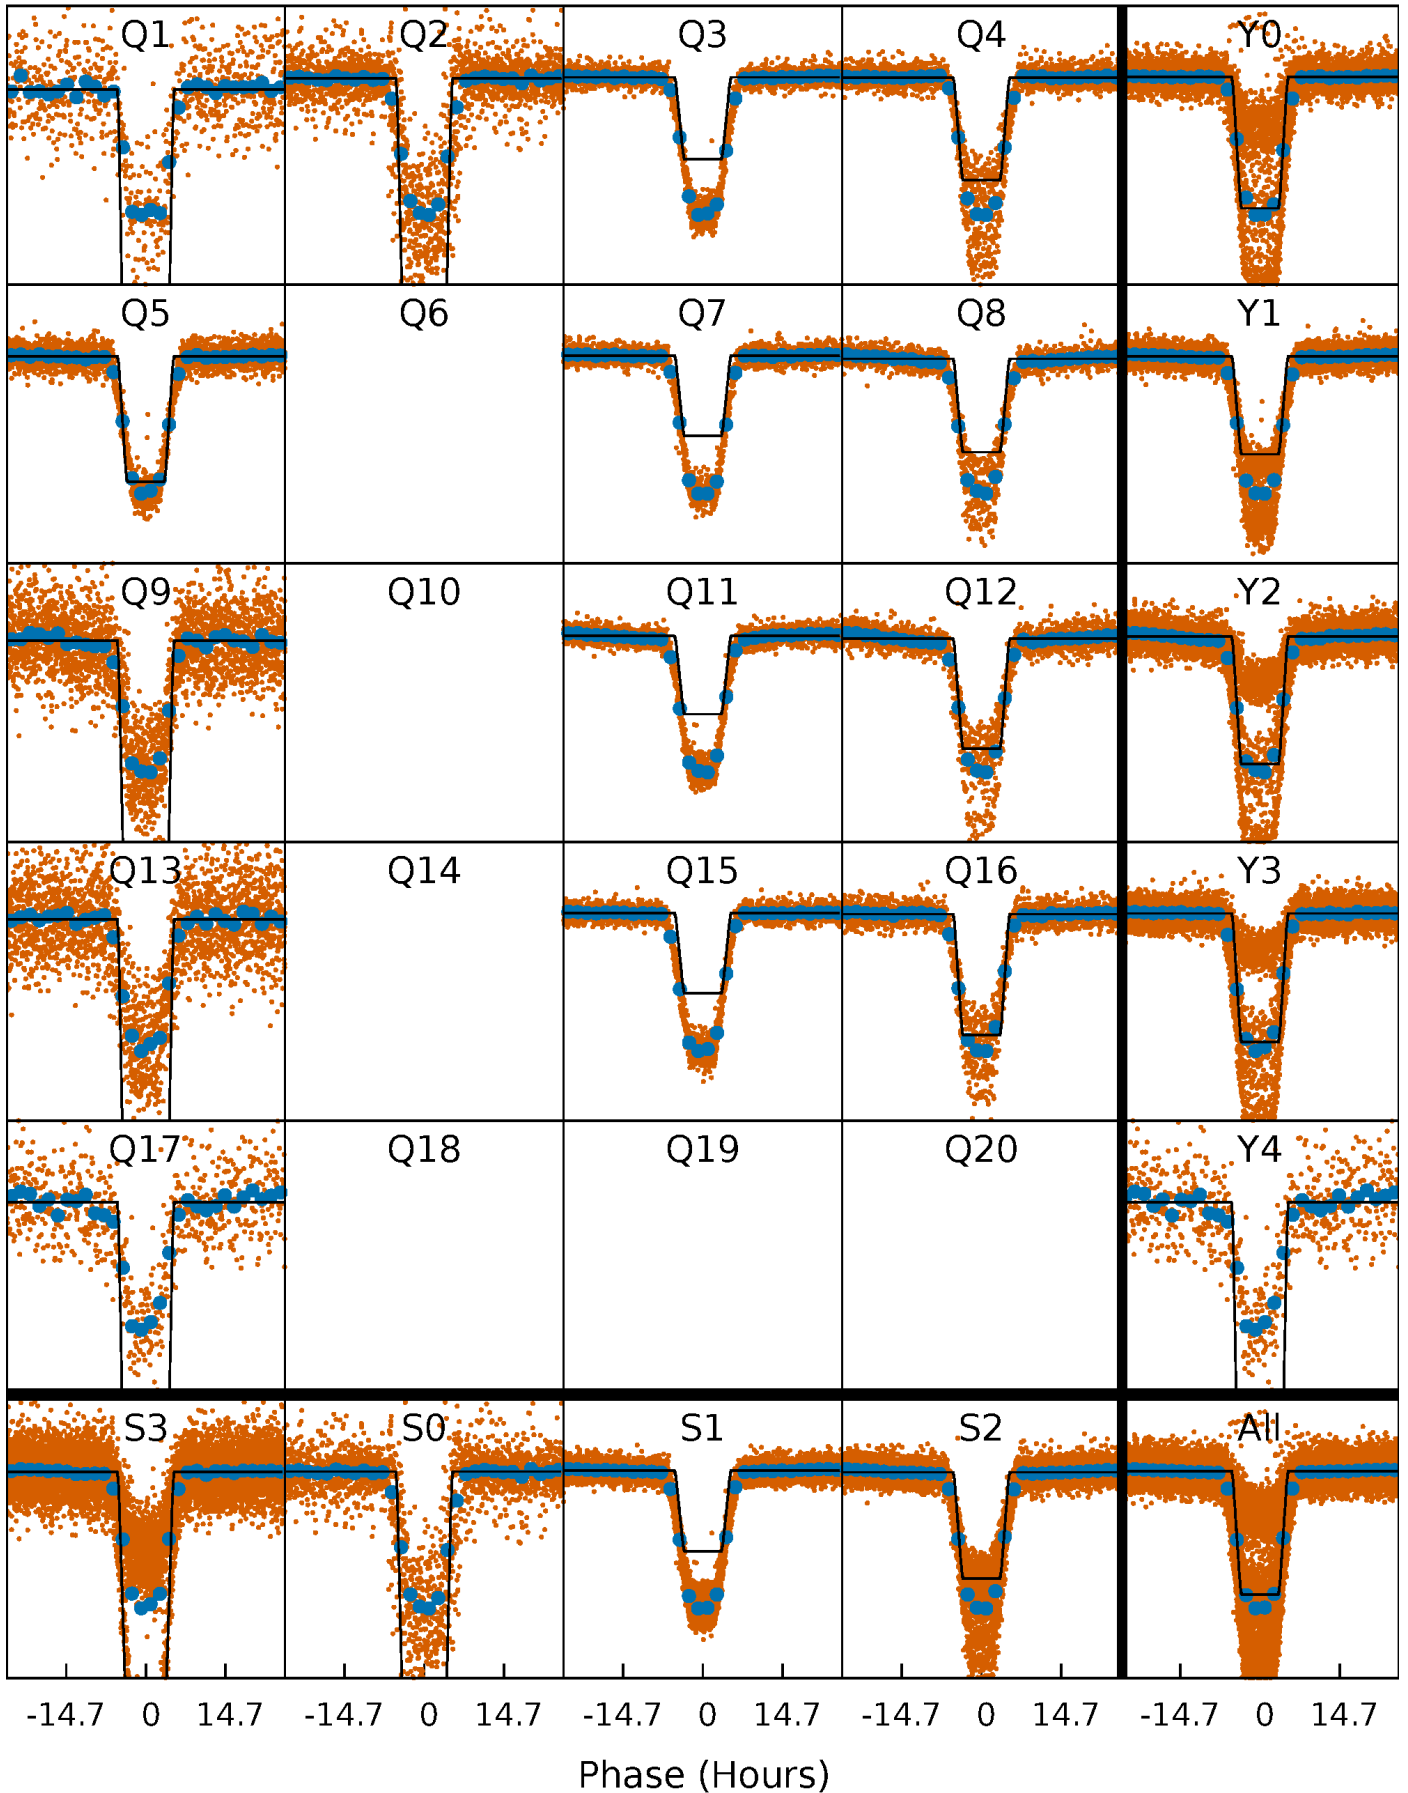 Q1 Q2 Q3 Q4 Y0
Q5 Q6 Q7 Q8 Y1
Q9 Q10 Q11 Q12 Y2
Q13 Q14 Q15 Q16 Y3
Q17 Q18 Q19 Q20 Y4
S3 S0 S1 S2 All
-14.7 0 14.7 -14.7 0 14.7 -14.7 0 14.7 -14.7 0 14.7 -14.7 0 14.7
Phase (Hours)